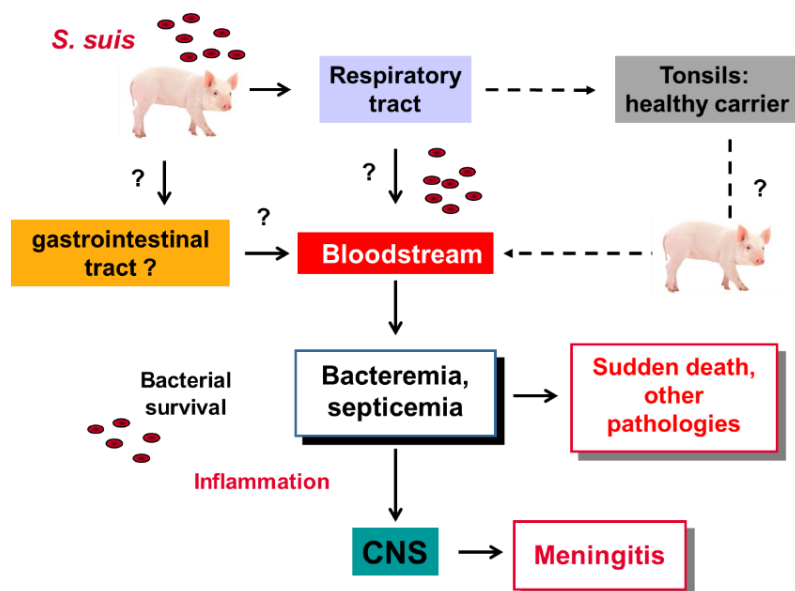 S. suis
Respiratory
tract
Tonsils:
healthy carrier
?
?
?
?
gastrointestinal
tract ?
Bloodstream
Bacterial
survival
Bacteremia,
septicemia
Sudden death,
other
pathologies
Inflammation
CNS
Meningitis